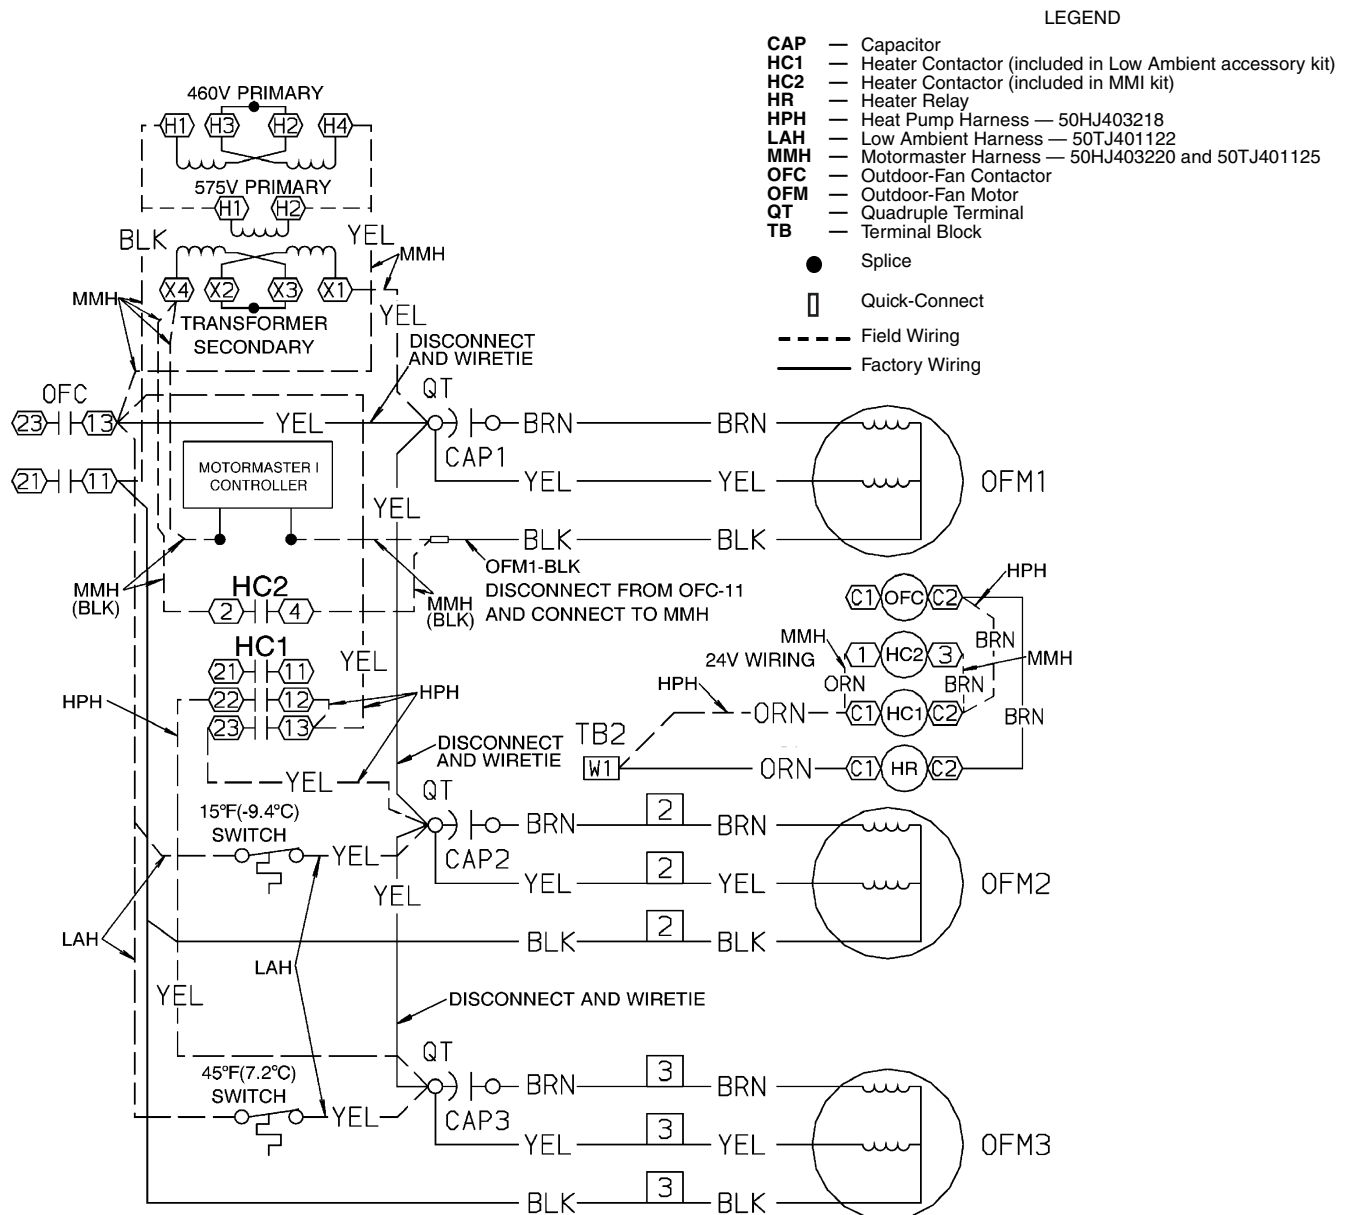 LEGEND
CAP — Capacitor
HC1 — Heater Contactor (included in Low Ambient accessory kit)
HC2 — Heater Contactor (included in MMI kit)
HR — Heater Relay
HPH — Heat Pump Harness — 50HJ403218
LAH — Low Ambient Harness — 50TJ401122
MMH — Motormaster Harness — 50HJ403220 and 50TJ401125
OFC — Outdoor-Fan Contactor
OFM — Outdoor-Fan Motor
QT — Quadruple Terminal
TB — Terminal Block
Splice
Quick-Connect
Field Wiring
Factory Wiring
460V PRIMARY
H1 H3 H2 H4
575V PRIMARY
H1 H2
BLK
YEL
MMH
X4 X2 X3 X1
MMH
YEL
TRANSFORMER
SECONDARY
DISCONNECT
AND WIRETIE
OFC
QT
23 13
YEL
BRN BRN
CAP1
MOTORMASTER I
CONTROLLER
21 11
YEL YEL
OFM1
YEL
BLK BLK
OFM1-BLK
DISCONNECT FROM OFC-11
AND CONNECT TO MMH
MMH
(BLK)
HC2
2 4
MMH
(BLK)
HPH
C1 OFC C2
BRN
HC1
21 11
22 12
23 13
YEL
HPH
HPH
MMH
24V WIRING
1 HC2 3
MMH
ORN
BRN
HPH
ORN
C1 HC1 C2
BRN
TB2
W1
ORN
C1 HR C2
DISCONNECT
AND WIRETIE
YEL
QT
15°F(-9.4°C)
SWITCH
BRN 2 BRN
YEL
CAP2
YEL 2 YEL
OFM2
YEL
BLK 2 BLK
LAH
LAH
YEL
DISCONNECT AND WIRETIE
QT
45°F(7.2°C)
SWITCH
BRN 3 BRN
YEL
CAP3
YEL 3 YEL
OFM3
BLK 3 BLK